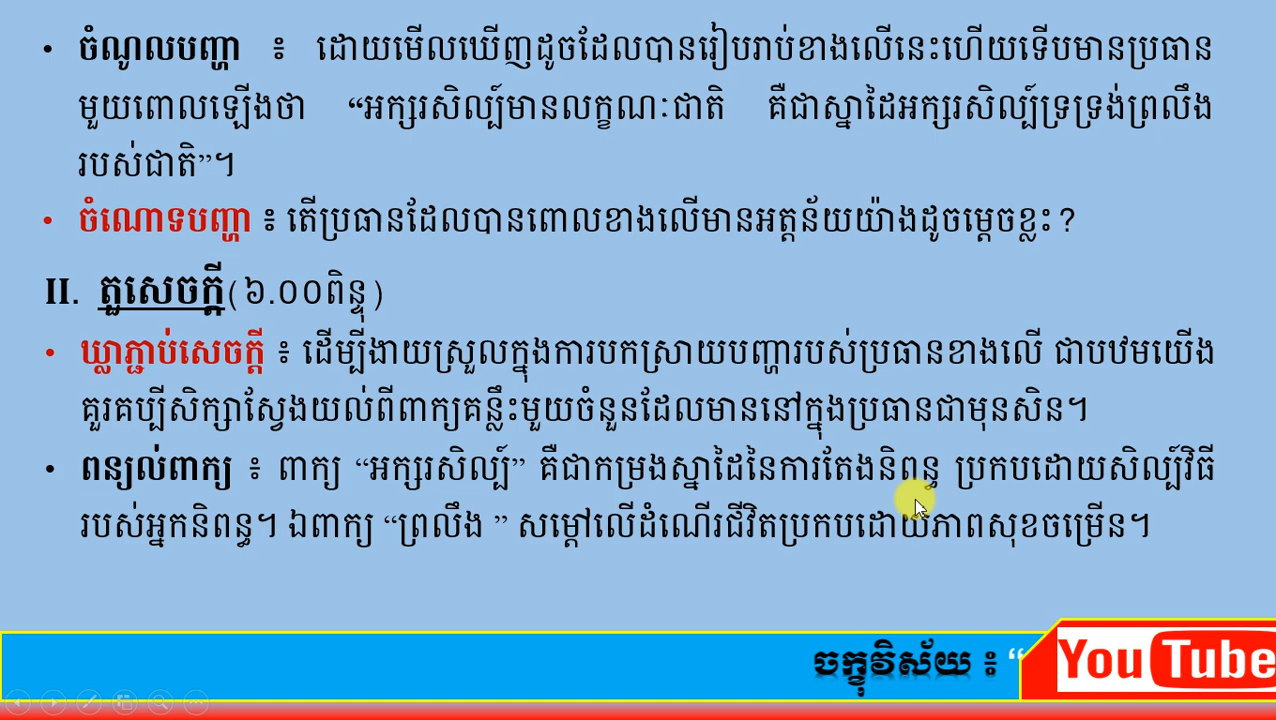 • ចំណូលបញ្ហា ៖ ដោយមើលឃើញដូចដែលបានរៀបរាប់ខាងលើនេះហើយទើបមានប្រធាន
មួយពោលឡើងថា “អក្សរសិល្ប៍មានលក្ខណៈជាតិ គឺជាស្នាដៃអក្សរសិល្ប៍ទ្រទ្រង់ព្រលឹង
របស់ជាតិ”។
• ចំណោទបញ្ហា ៖ តើប្រធានដែលបានពោលខាងលើមានអត្តន័យយ៉ាងដូចម្តេចខ្លះ?
II. តួសេចក្តី(៦.០០ពិន្ទុ)
• ឃ្លាភ្ជាប់សេចក្តី ៖ ដើម្បីងាយស្រួលក្នុងការបកស្រាយបញ្ហារបស់ប្រធានខាងលើ ជាបឋមយើង
គួរគប្បីសិក្សាស្វែងយល់ពីពាក្យគន្លឹះមួយចំនួនដែលមាននៅក្នុងប្រធានជាមុនសិន។
• ពន្យល់ពាក្យ ៖ ពាក្យ “អក្សរសិល្ប៍” គឺជាកម្រងស្នាដៃនៃការតែងនិពន្ធ ប្រកបដោយសិល្ប៍វិធី
របស់អ្នកនិពន្ធ។ ឯពាក្យ “ព្រលឹង ” សម្តៅលើដំណើរជីវិតប្រកបដោយភាពសុខចម្រើន។
ចក្ខុវិស័យ ៖ “
YouTube